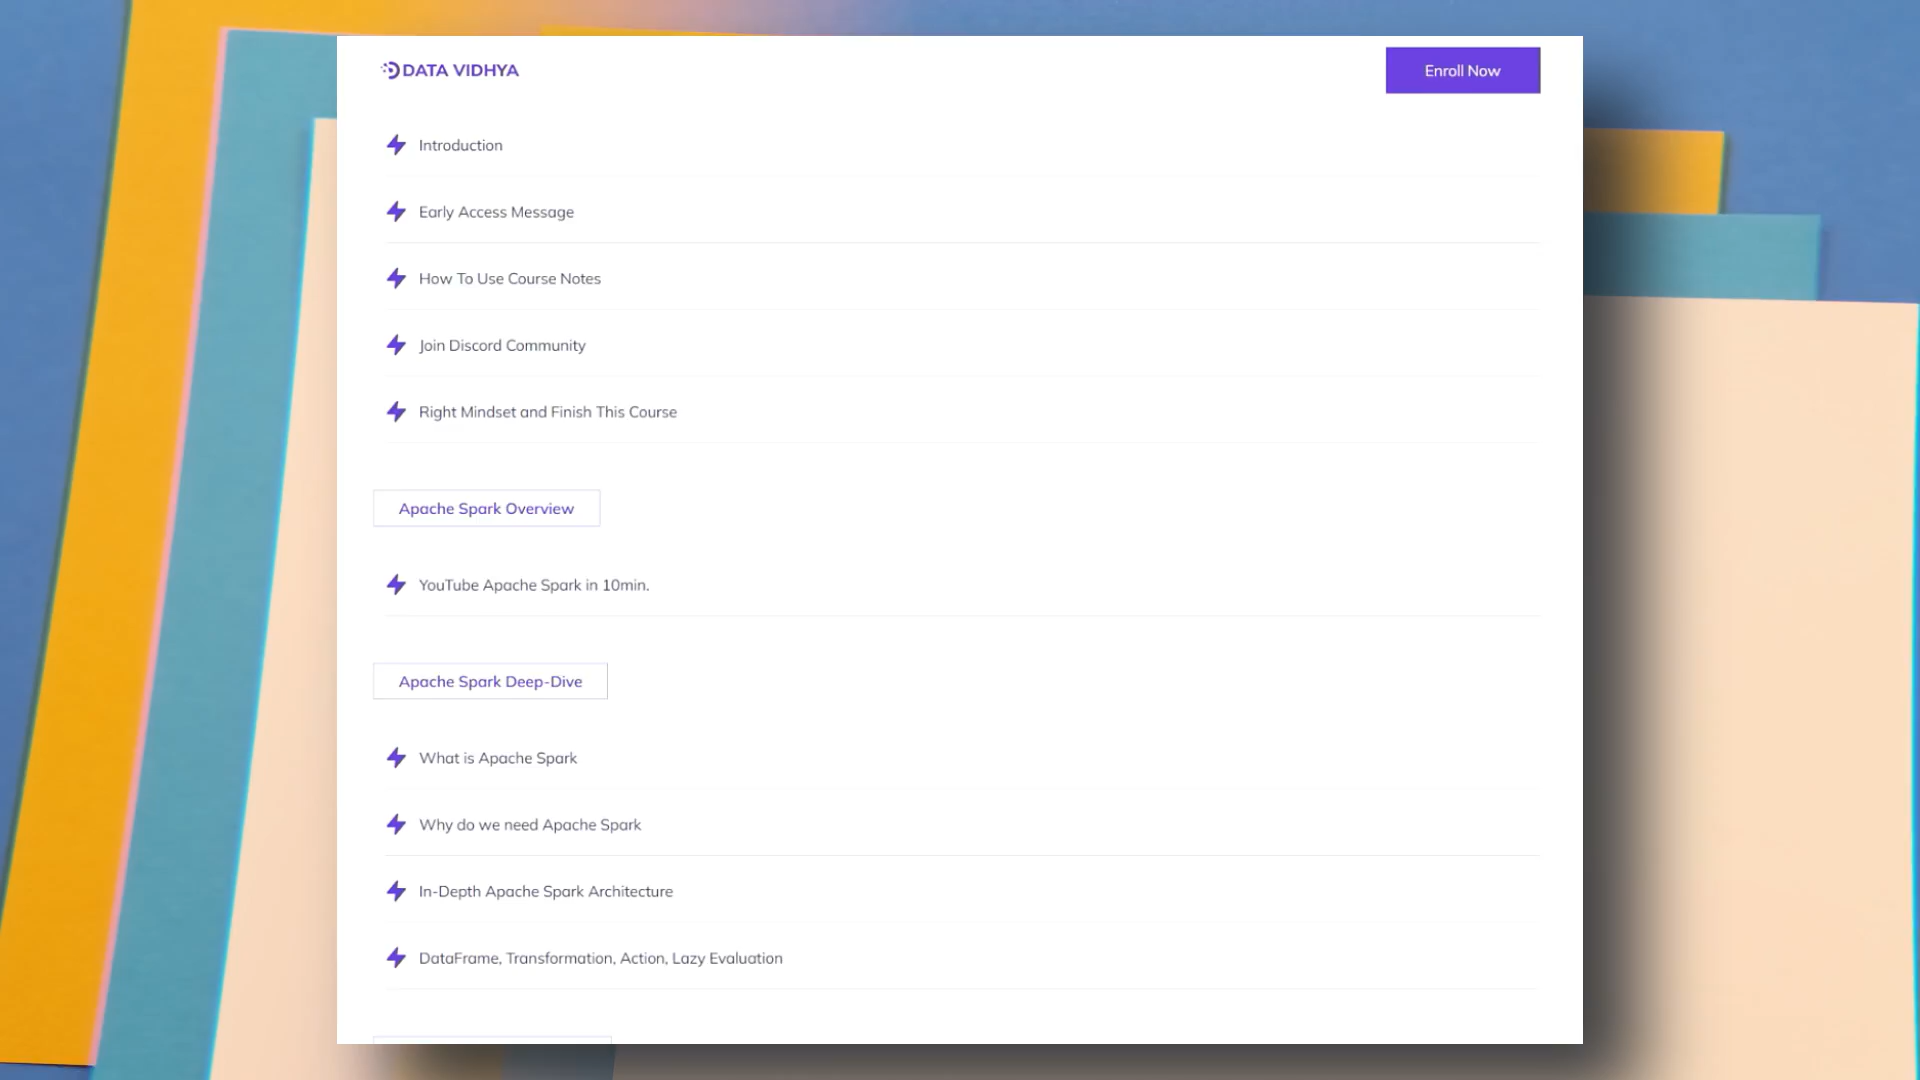 DATA VIDHYA
Enroll Now
Introduction
Early Access Message
How To Use Course Notes
Join Discord Community
Right Mindset and Finish This Course
Apache Spark Overview
YouTube Apache Spark in 10min.
Apache Spark Deep-Dive
What is Apache Spark
Why do we need Apache Spark
In-Depth Apache Spark Architecture
DataFrame, Transformation, Action, Lazy Evaluation